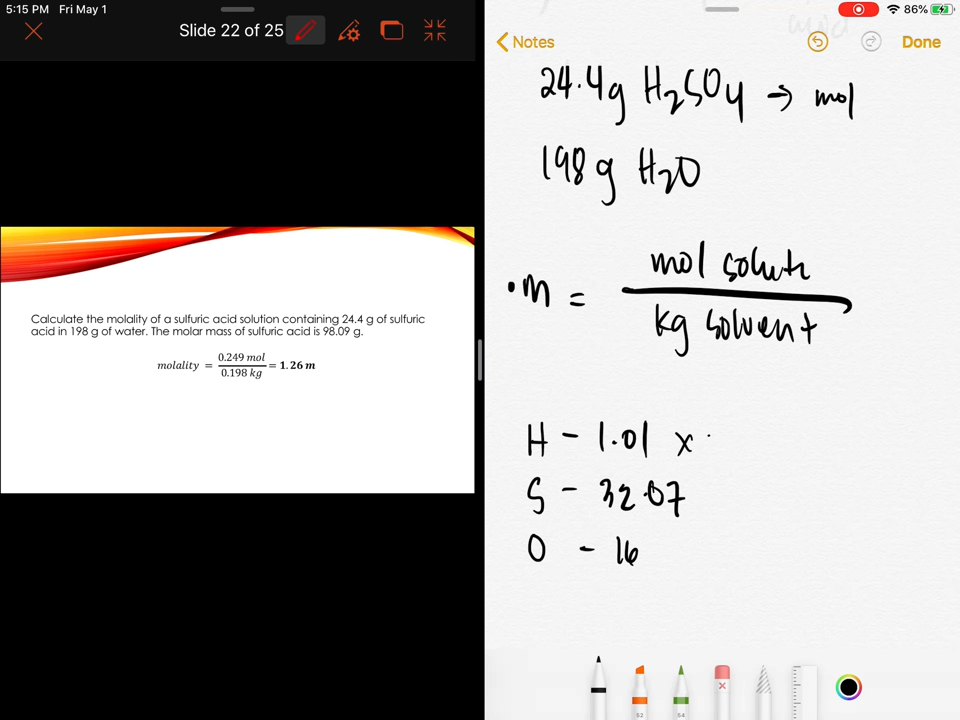 5:15 PM Fri May 1
86%
Slide 22 of 25
Notes
Done
Calculate the molality of a sulfuric acid solution containing 24.4 g of sulfuric
acid in 198 g of water. The molar mass of sulfuric acid is 98.09 g.
molality = 0.249 mol / 0.198 kg = 1.26 m
24.4g H₂SO₄ → mol
198g H₂O
·m = mol solute
kg solvent
H - 1.01 x
S - 32.07
O - 16
52
54